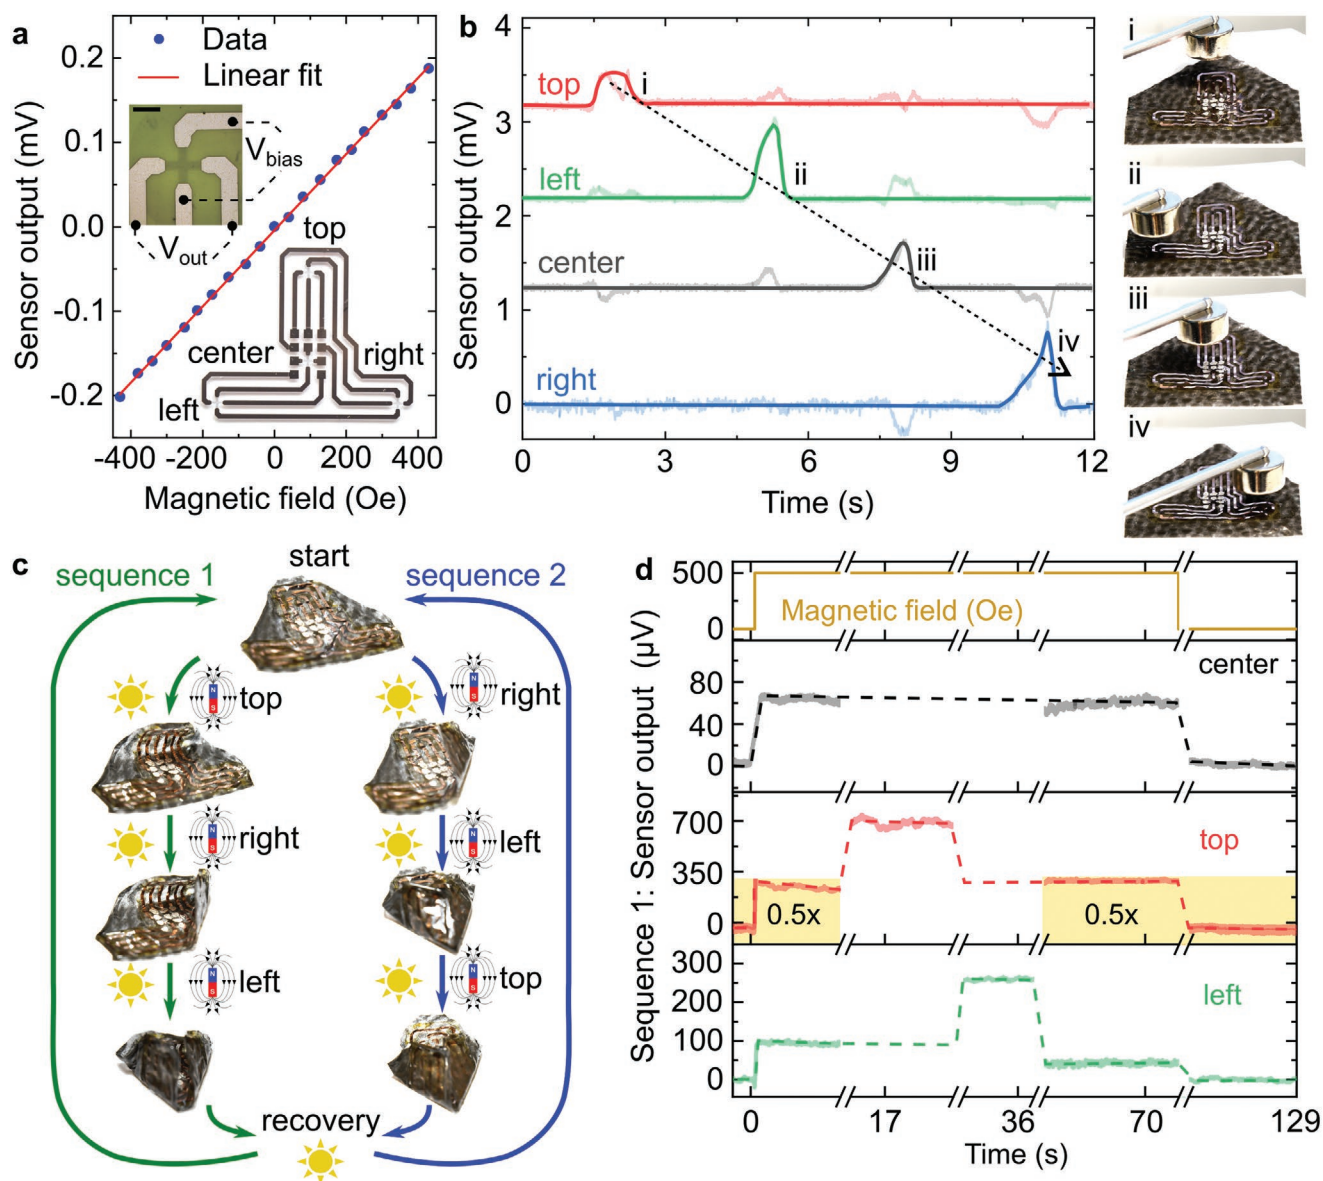 a
Data
Linear fit
0.2
0.1
0.0
-0.1
-0.2
Sensor output (mV)
V_bias
V_out
top
center
right
left
-400 -200 0 200 400
Magnetic field (Oe)
b
4
3
2
1
0
Sensor output (mV)
top
i
left
ii
center
iii
right
iv
0 3 6 9 12
Time (s)
i
ii
iii
iv
c
start
sequence 1
sequence 2
N
S
top
N
S
right
N
S
right
N
S
left
N
S
left
N
S
top
recovery
d
500
0
Magnetic field (Oe)
Sequence 1: Sensor output (µV)
center
80
40
0
top
700
350
0
0.5x
0.5x
left
300
200
100
0
0 17 36 70 129
Time (s)